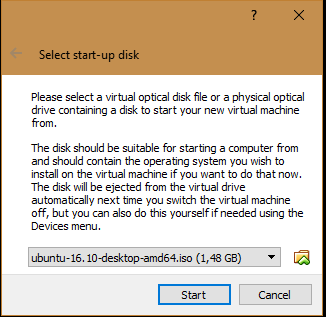 ?
Select start-up disk
Please select a virtual optical disk file or a physical optical
drive containing a disk to start your new virtual machine
from.
The disk should be suitable for starting a computer from
and should contain the operating system you wish to
install on the virtual machine if you want to do that now.
The disk will be ejected from the virtual drive
automatically next time you switch the virtual machine
off, but you can also do this yourself if needed using the
Devices menu.
ubuntu-16.10-desktop-amd64.iso (1,48 GB)
Start
Cancel